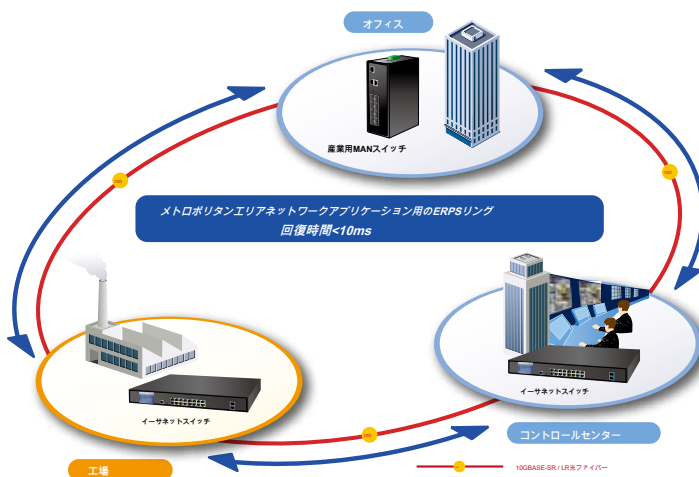 オフィス
産業用MANスイッチ
メトロポリタンエリアネットワークアプリケーション用のERPSリング
回復時間<10ms
イーサネットスイッチ
イーサネットスイッチ
コントロールセンター
工場
10GBASE-SR / LR光ファイバー